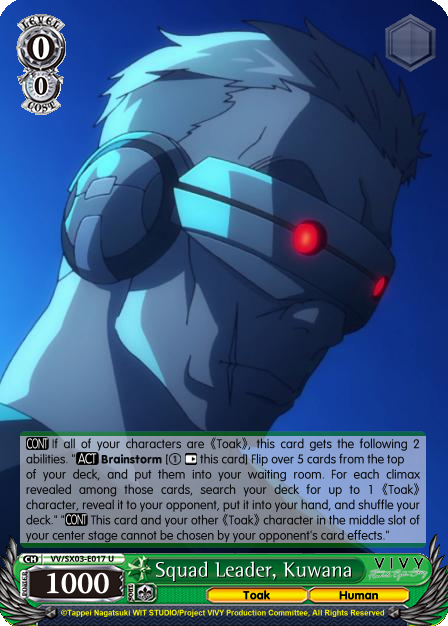 LEVEL
0
0
COST
CONT If all of your characters are 《Toak》, this card gets the following 2
abilities. "ACT Brainstorm [① this card] Flip over 5 cards from the top
of your deck, and put them into your waiting room. For each climax
revealed among those cards, search your deck for up to 1 《Toak》
character, reveal it to your opponent, put it into your hand, and shuffle your
deck." "CONT This card and your other 《Toak》 character in the middle slot of
your center stage cannot be chosen by your opponent's card effects."
CH VV/SX03-E017 U
POWER 1000 SOUL
Squad Leader, Kuwana
VIVY
Toak Human
©Tappei Nagatsuki WIT STUDIO/Project VIVY Production Committee, All Rights Reserved